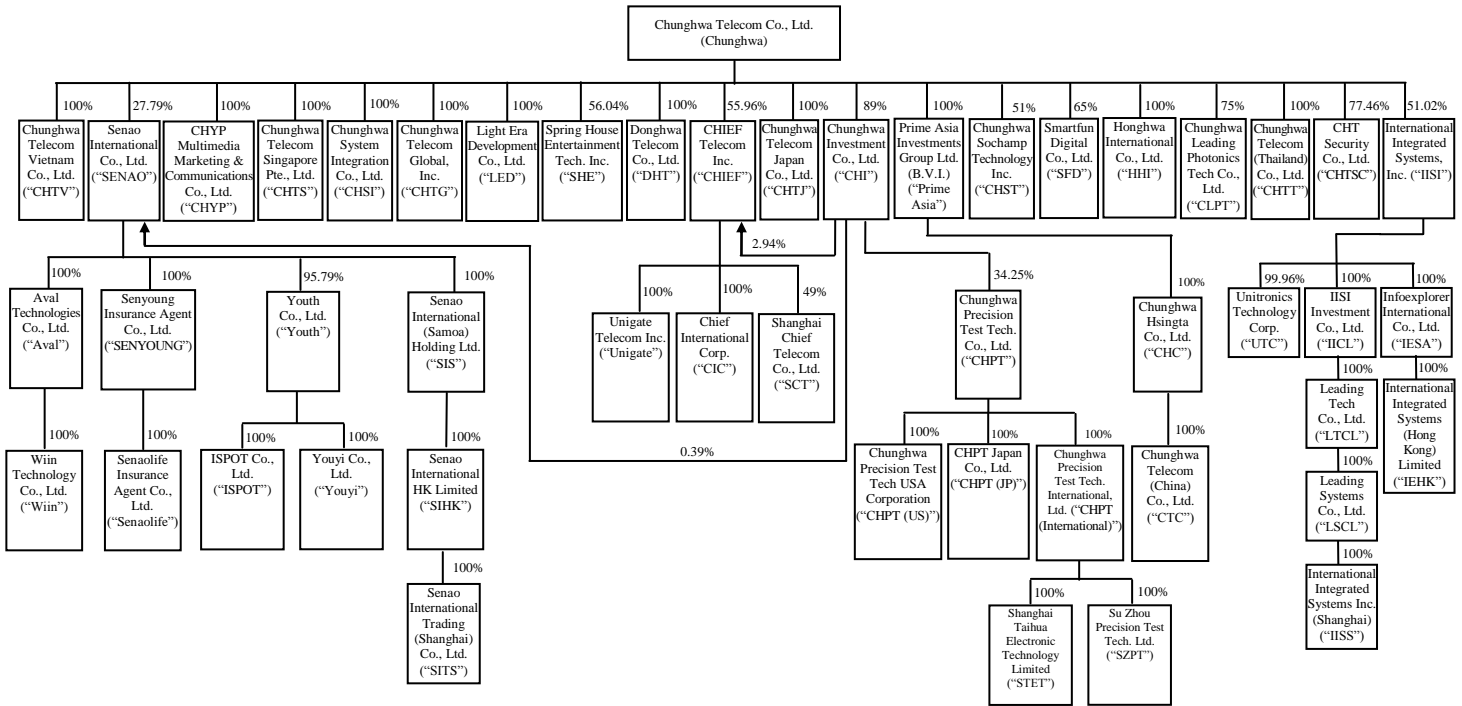 Chunghwa Telecom Co., Ltd.
(Chunghwa)
100%
27.79%
100%
100%
100%
100%
100%
56.04%
100%
55.96%
100%
89%
100%
51%
65%
100%
75%
100%
77.46%
51.02%
Chunghwa
Telecom
Vietnam
Co., Ltd.
(“CHTV”)
Senao
International
Co., Ltd.
(“SENAO”)
CHYP
Multimedia
Marketing &
Communications
Co., Ltd.
(“CHYP”)
Chunghwa
Telecom
Singapore
Pte., Ltd.
(“CHTS”)
Chunghwa
System
Integration
Co., Ltd.
(“CHSI”)
Chunghwa
Telecom
Global,
Inc.
(“CHTG”)
Light Era
Development
Co., Ltd.
(“LED”)
Spring House
Entertainment
Tech. Inc.
(“SHE”)
Donghwa
Telecom
Co., Ltd.
(“DHT”)
CHIEF
Telecom
Inc.
(“CHIEF”)
Chunghwa
Telecom
Japan
Co., Ltd.
(“CHTJ”)
Chunghwa
Investment
Co., Ltd.
(“CHI”)
Prime Asia
Investments
Group Ltd.
(B.V.I.)
(“Prime
Asia”)
Chunghwa
Sochamp
Technology
Inc.
(“CHST”)
Smartfun
Digital
Co., Ltd.
(“SFD”)
Honghwa
International
Co., Ltd.
(“HHI”)
Chunghwa
Leading
Photonics
Tech Co.,
Ltd.
(“CLPT”)
Chunghwa
Telecom
(Thailand)
Co., Ltd.
(“CHTT”)
CHT
Security
Co., Ltd.
(“CHTSC”)
International
Integrated
Systems,
Inc. (“IISI”)
2.94%
0.39%
100%
100%
95.79%
100%
100%
100%
49%
34.25%
100%
99.96%
100%
100%
Aval
Technologies
Co., Ltd.
(“Aval”)
Senyoung
Insurance Agent
Co., Ltd.
(“SENYOUNG”)
Youth
Co., Ltd.
(“Youth”)
Senao
International
(Samoa)
Holding Ltd.
(“SIS”)
Unigate
Telecom Inc.
(“Unigate”)
Chief
International
Corp.
(“CIC”)
Shanghai
Chief
Telecom
Co., Ltd.
(“SCT”)
Chunghwa
Precision
Test Tech.
Co., Ltd.
(“CHPT”)
Chunghwa
Hsingta
Co., Ltd.
(“CHC”)
Unitronics
Technology
Corp.
(“UTC”)
IISI
Investment
Co., Ltd.
(“IICL”)
Infoexplorer
International
Co., Ltd.
(“IESA”)
100%
100%
100%
100%
100%
100%
100%
100%
100%
100%
100%
Wiin
Technology
Co., Ltd.
(“Wiin”)
Senaolife
Insurance
Agent Co.,
Ltd.
(“Senaolife”)
ISPOT Co.,
Ltd.
(“ISPOT”)
Youyi Co.,
Ltd.
(“Youyi”)
Senao
International
HK Limited
(“SIHK”)
Chunghwa
Precision Test
Tech USA
Corporation
(“CHPT (US)”)
CHPT Japan
Co., Ltd.
(“CHPT (JP)”)
Chunghwa
Precision
Test Tech.
International,
Ltd. (“CHPT
(International)”)
Chunghwa
Telecom
(China)
Co., Ltd.
(“CTC”)
Leading
Tech
Co., Ltd.
(“LTCL”)
International
Integrated
Systems
(Hong
Kong)
Limited
(“IEHK”)
100%
Leading
Systems
Co., Ltd.
(“LSCL”)
100%
100%
100%
100%
Senao
International
Trading
(Shanghai)
Co., Ltd.
(“SITS”)
Shanghai
Taihua
Electronic
Technology
Limited
(“STET”)
Su Zhou
Precision Test
Tech. Ltd.
(“SZPT”)
International
Integrated
Systems Inc.
(Shanghai)
(“IISS”)